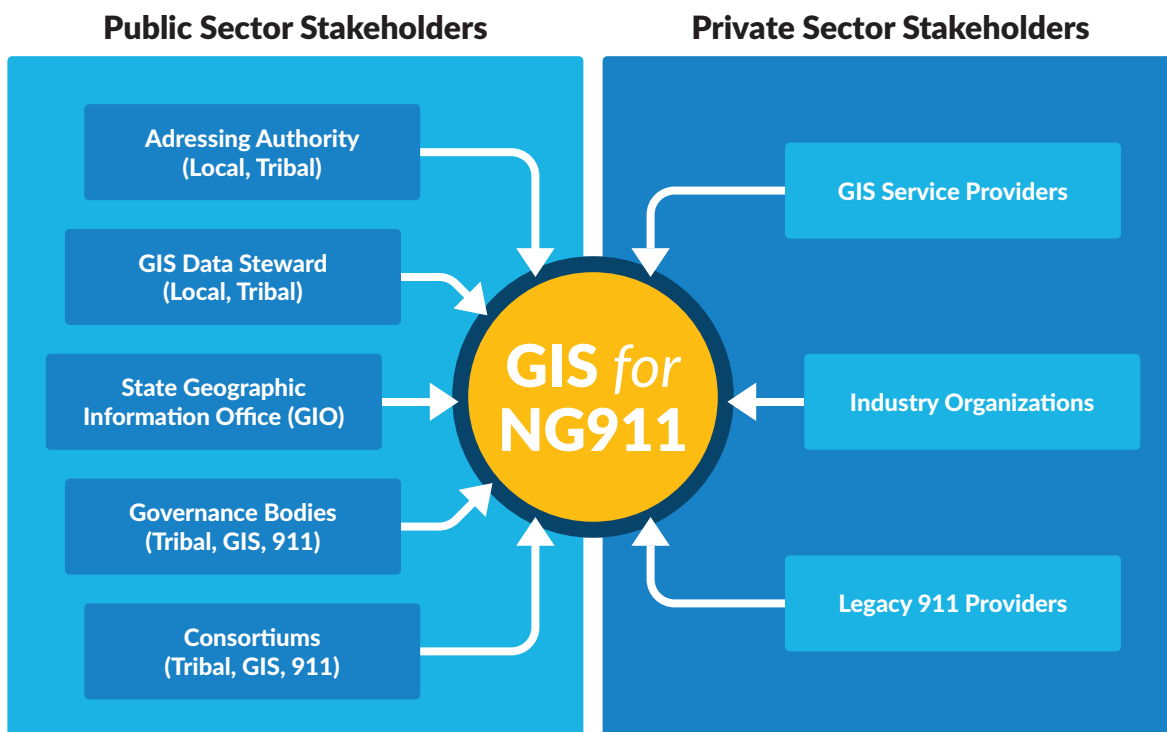 Public Sector Stakeholders
Adressing Authority
(Local, Tribal)
GIS Data Steward
(Local, Tribal)
State Geographic
Information Office (GIO)
Governance Bodies
(Tribal, GIS, 911)
Consortiums
(Tribal, GIS, 911)
GIS for
NG911
Private Sector Stakeholders
GIS Service Providers
Industry Organizations
Legacy 911 Providers